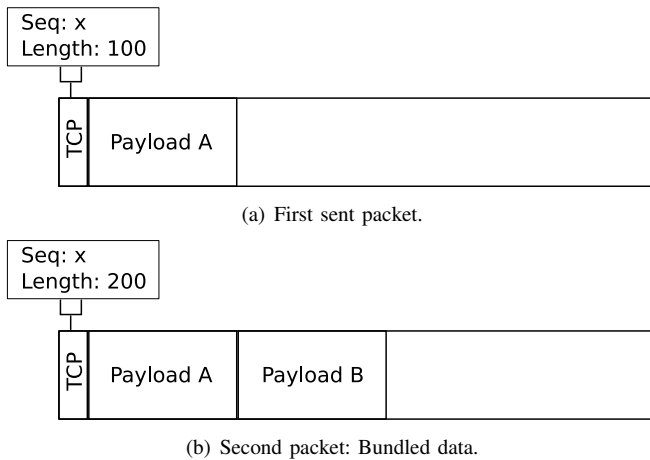 Seq: x
Length: 100
TCP
Payload A
(a) First sent packet.
Seq: x
Length: 200
TCP
Payload A
Payload B
(b) Second packet: Bundled data.